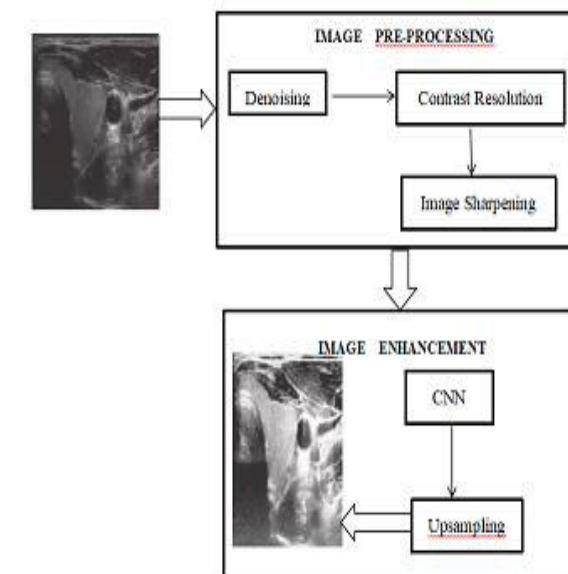 IMAGE PRE-PROCESSING
Denoising
Contrast Resolution
Image Sharpening
IMAGE ENHANCEMENT
CNN
Upsampling